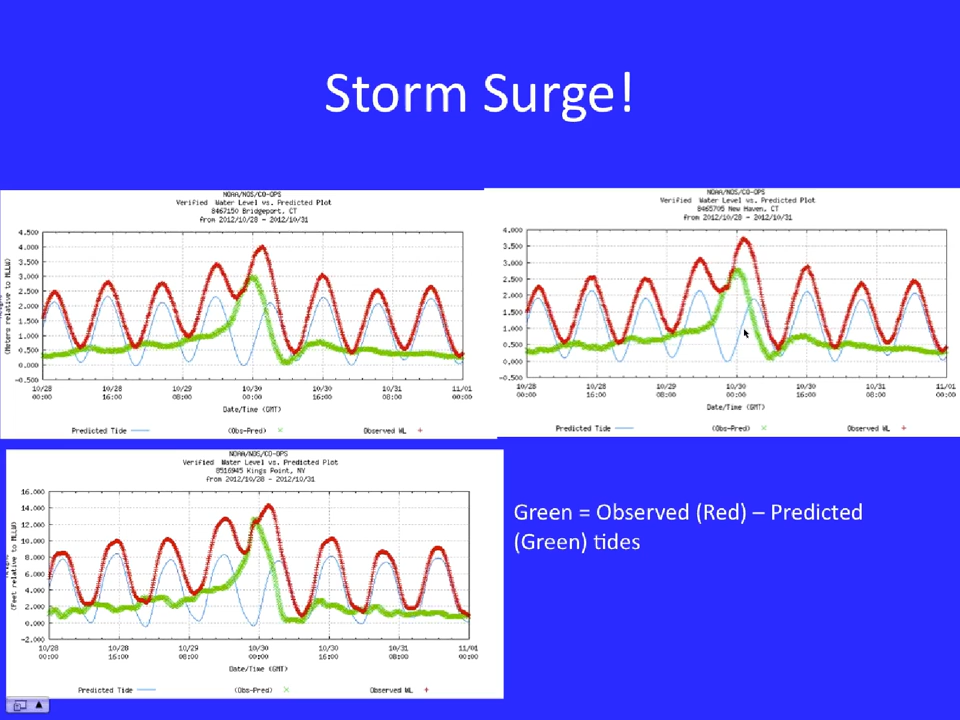 Storm Surge!
NOAA/NOS/CO-OPS
Verified Water Level vs. Predicted Plot
8467150 Bridgeport, CT
from 2012/10/28 - 2012/10/31
4.500
4.000
3.500
3.000
2.500
2.000
1.500
1.000
0.500
0.000
-0.500
(Meters relative to MLLW)
10/28 10/28 10/29 10/30 10/30 10/31 11/01
00:00 16:00 08:00 00:00 16:00 08:00 00:00
Date/Time (GMT)
Predicted Tide (Obs-Pred) Observed WL
NOAA/NOS/CO-OPS
Verified Water Level vs. Predicted Plot
8465705 New Haven, CT
from 2012/10/28 - 2012/10/31
4.000
3.500
3.000
2.500
2.000
1.500
1.000
0.500
0.000
-0.500
10/28 10/28 10/29 10/30 10/30 10/31 11/01
00:00 16:00 08:00 00:00 16:00 08:00 00:00
Date/Time (GMT)
Predicted Tide (Obs-Pred) Observed WL
NOAA/NOS/CO-OPS
Verified Water Level vs. Predicted Plot
8516945 Kings Point, NY
from 2012/10/28 - 2012/10/31
16.000
14.000
12.000
10.000
8.000
6.000
4.000
2.000
0.000
-2.000
(Feet relative to MLLW)
10/28 10/28 10/29 10/30 10/30 10/31 11/01
00:00 16:00 08:00 00:00 16:00 08:00 00:00
Date/Time (GMT)
Predicted Tide (Obs-Pred) Observed WL
Green = Observed (Red) – Predicted
(Green) tides